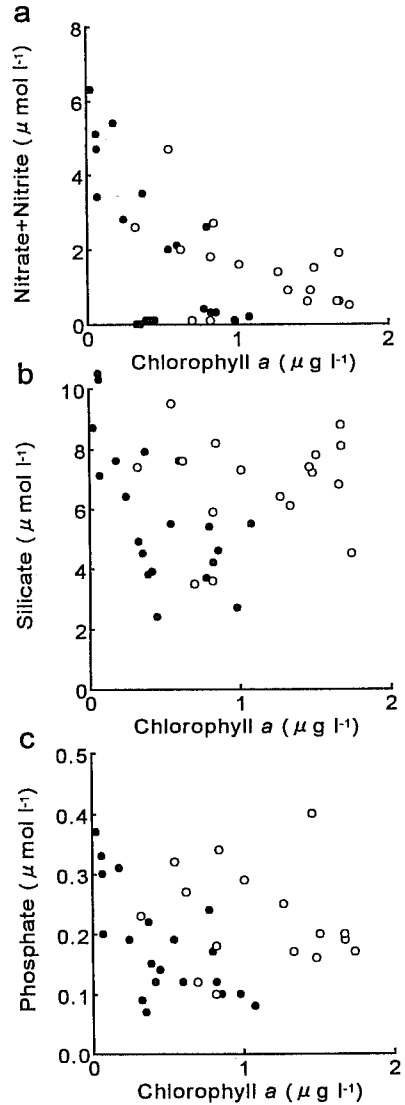 a
8
6
4
2
0
Nitrate+Nitrite ( μ mol l-1)
0 1 2
Chlorophyll a ( μ g l-1)
b
10
8
6
4
2
0
Silicate ( μ mol l-1)
0 1 2
Chlorophyll a ( μ g l-1)
c
0.5
0.4
0.3
0.2
0.1
0.0
Phosphate ( μ mol l-1)
0 1 2
Chlorophyll a ( μ g l-1)